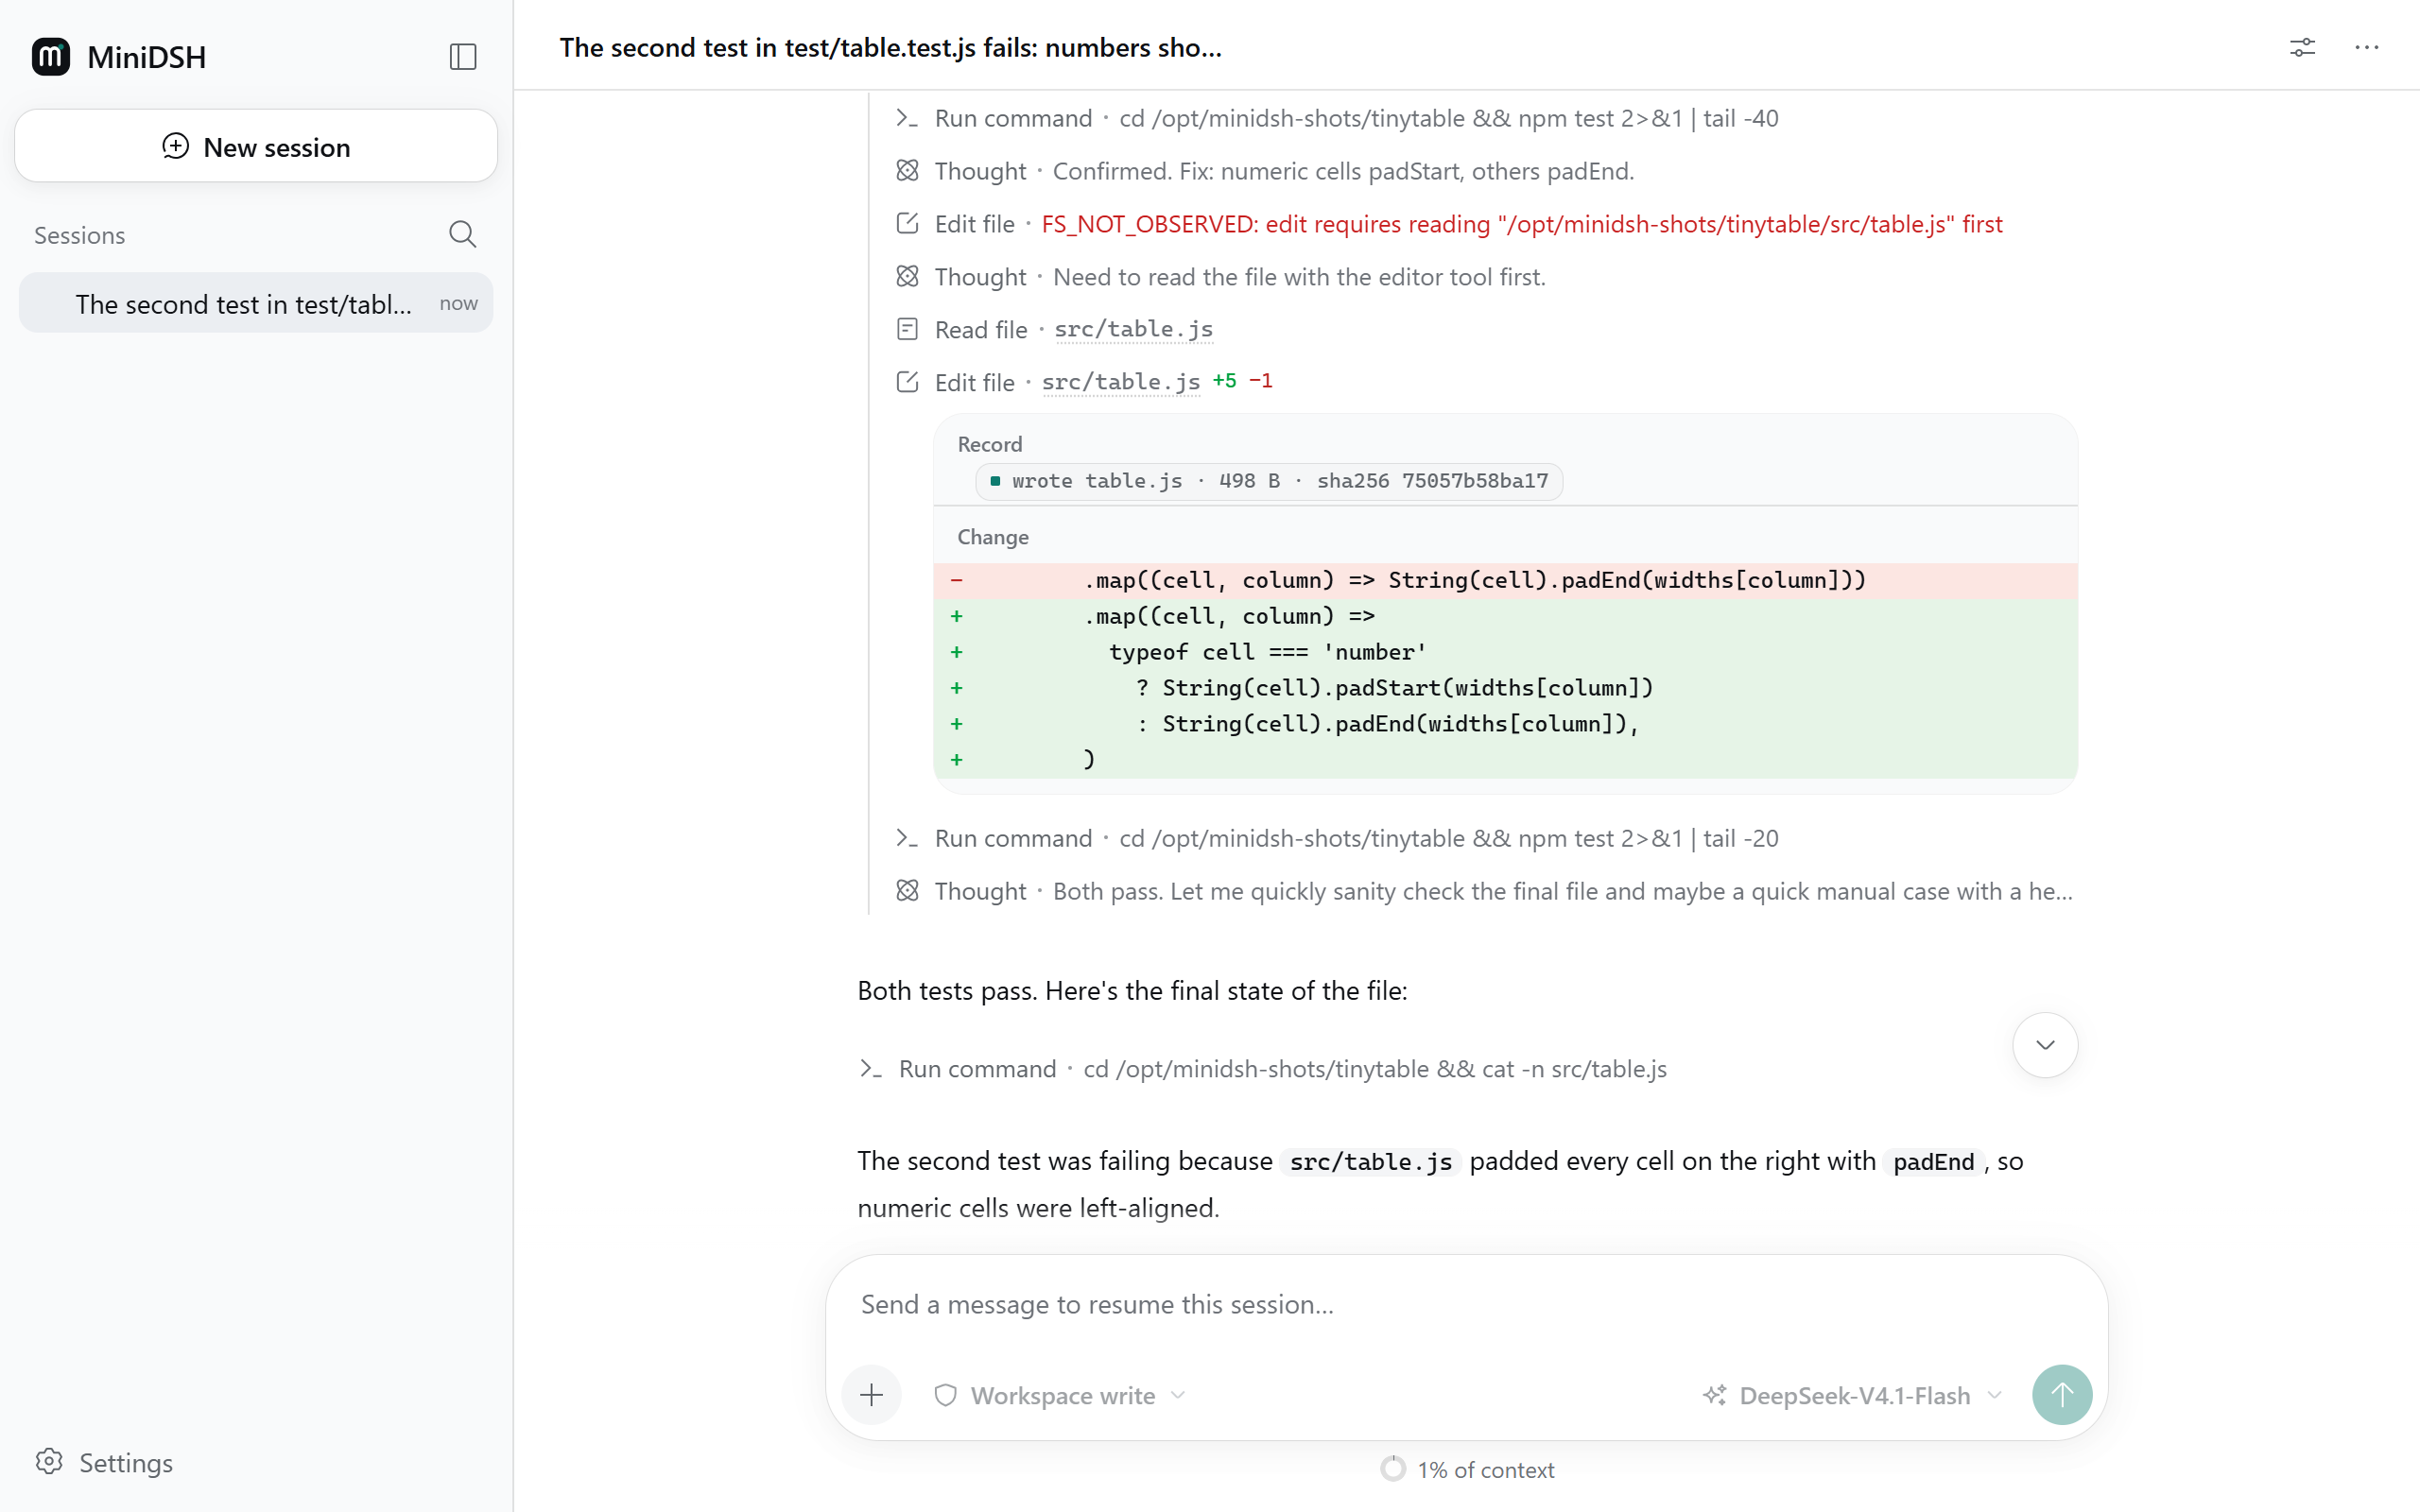 MiniDSH
New session
Sessions
The second test in test/tabl... now
Settings
The second test in test/table.test.js fails: numbers sho...
Run command · cd /opt/minidsh-shots/tinytable && npm test 2>&1 | tail -40
Thought · Confirmed. Fix: numeric cells padStart, others padEnd.
Edit file · FS_NOT_OBSERVED: edit requires reading "/opt/minidsh-shots/tinytable/src/table.js" first
Thought · Need to read the file with the editor tool first.
Read file · src/table.js
Edit file · src/table.js +5 −1
Record
wrote table.js · 498 B · sha256 75057b58ba17
Change
−         .map((cell, column) => String(cell).padEnd(widths[column]))
+         .map((cell, column) =>
+           typeof cell === 'number'
+             ? String(cell).padStart(widths[column])
+             : String(cell).padEnd(widths[column]),
+         )
Run command · cd /opt/minidsh-shots/tinytable && npm test 2>&1 | tail -20
Thought · Both pass. Let me quickly sanity check the final file and maybe a quick manual case with a he...
Both tests pass. Here's the final state of the file:
Run command · cd /opt/minidsh-shots/tinytable && cat -n src/table.js
The second test was failing because src/table.js padded every cell on the right with padEnd, so
numeric cells were left-aligned.
Send a message to resume this session...
Workspace write
DeepSeek-V4.1-Flash
1% of context